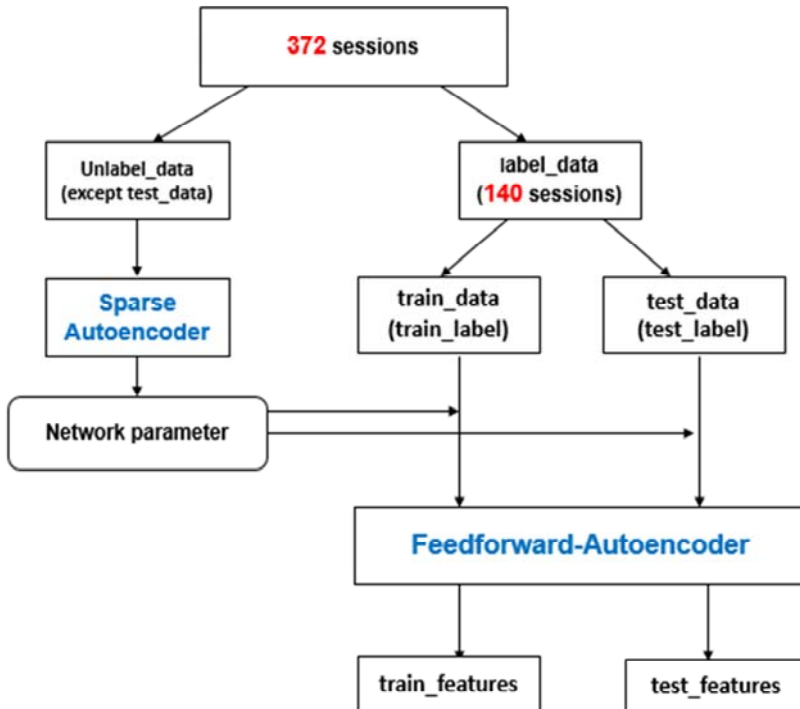 372 sessions
Unlabel_data
(except test_data)
label_data
(140 sessions)
Sparse
Autoencoder
train_data
(train_label)
test_data
(test_label)
Network parameter
Feedforward-Autoencoder
train_features
test_features